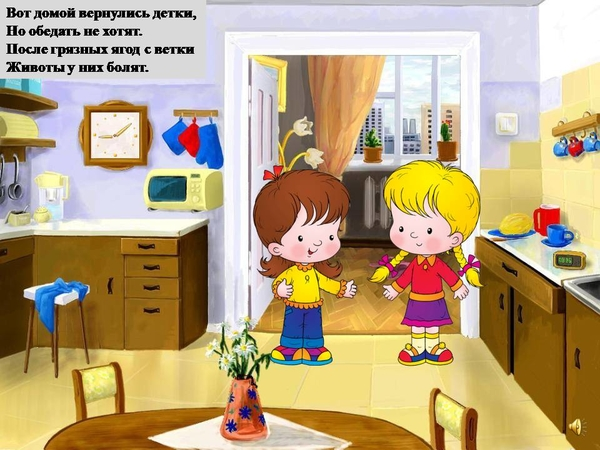 Вот домой вернулись детки,
Но обедать не хотят.
После грязных ягод с ветки
Животы у них болят.